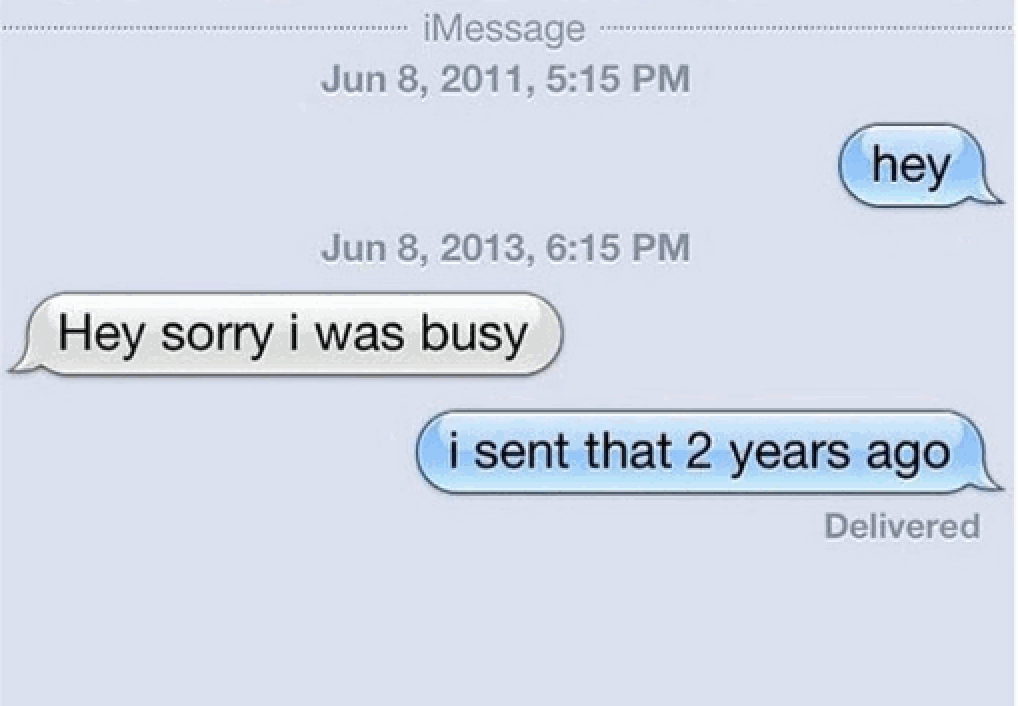 iMessage
Jun 8, 2011, 5:15 PM
hey
Jun 8, 2013, 6:15 PM
Hey sorry i was busy
i sent that 2 years ago
Delivered